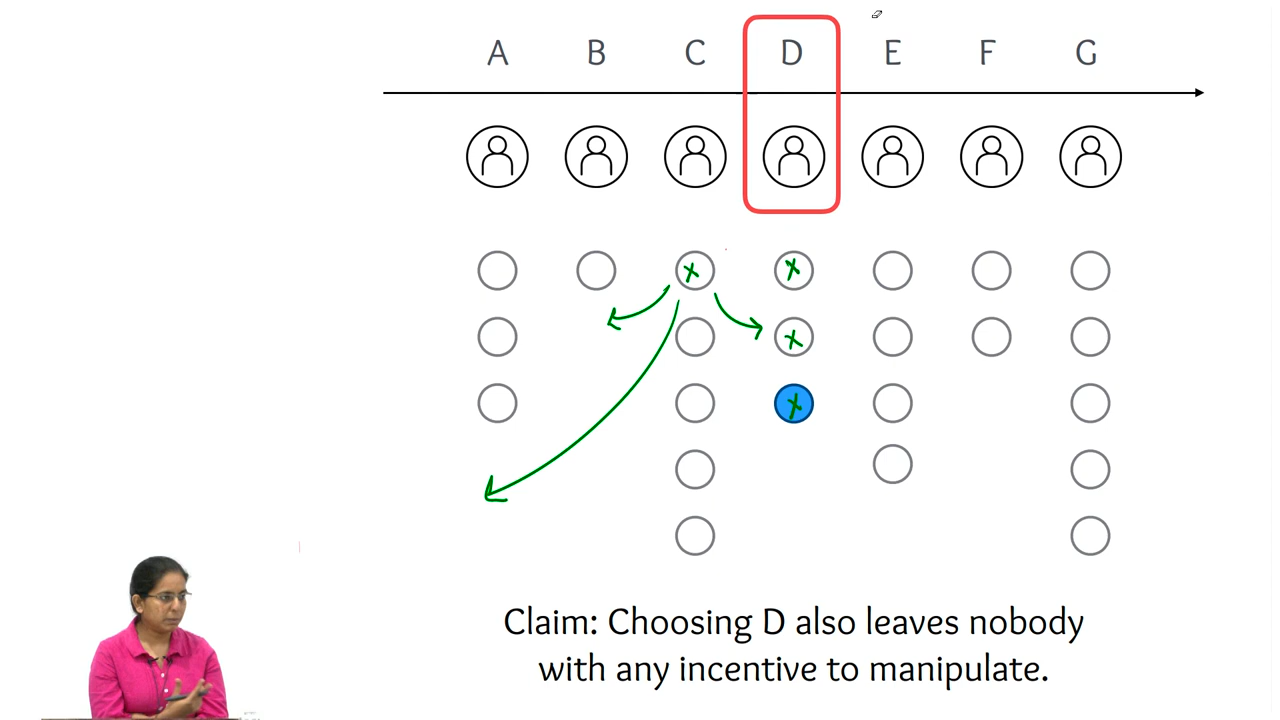 A B C D E F G
x x
x
x
Claim: Choosing D also leaves nobody
with any incentive to manipulate.